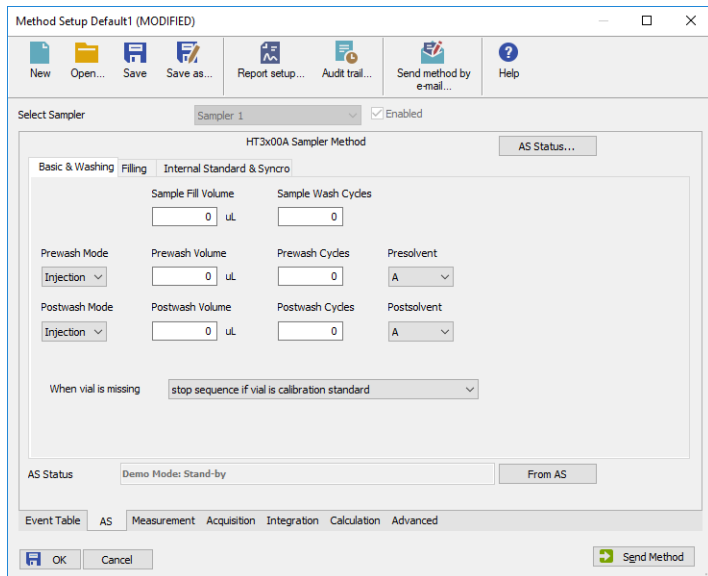 Method Setup Default1 (MODIFIED)
New Open... Save Save as... Report setup... Audit trail... Send method by e-mail... Help
Select Sampler Sampler 1 Enabled
HT3x00A Sampler Method AS Status...
Basic & Washing Filling Internal Standard & Syncro
Sample Fill Volume Sample Wash Cycles
0 uL 0
Prewash Mode Prewash Volume Prewash Cycles Presolvent
Injection 0 uL 0 A
Postwash Mode Postwash Volume Postwash Cycles Postsolvent
Injection 0 uL 0 A
When vial is missing stop sequence if vial is calibration standard
AS Status Demo Mode: Stand-by From AS
Event Table AS Measurement Acquisition Integration Calculation Advanced
OK Cancel Send Method